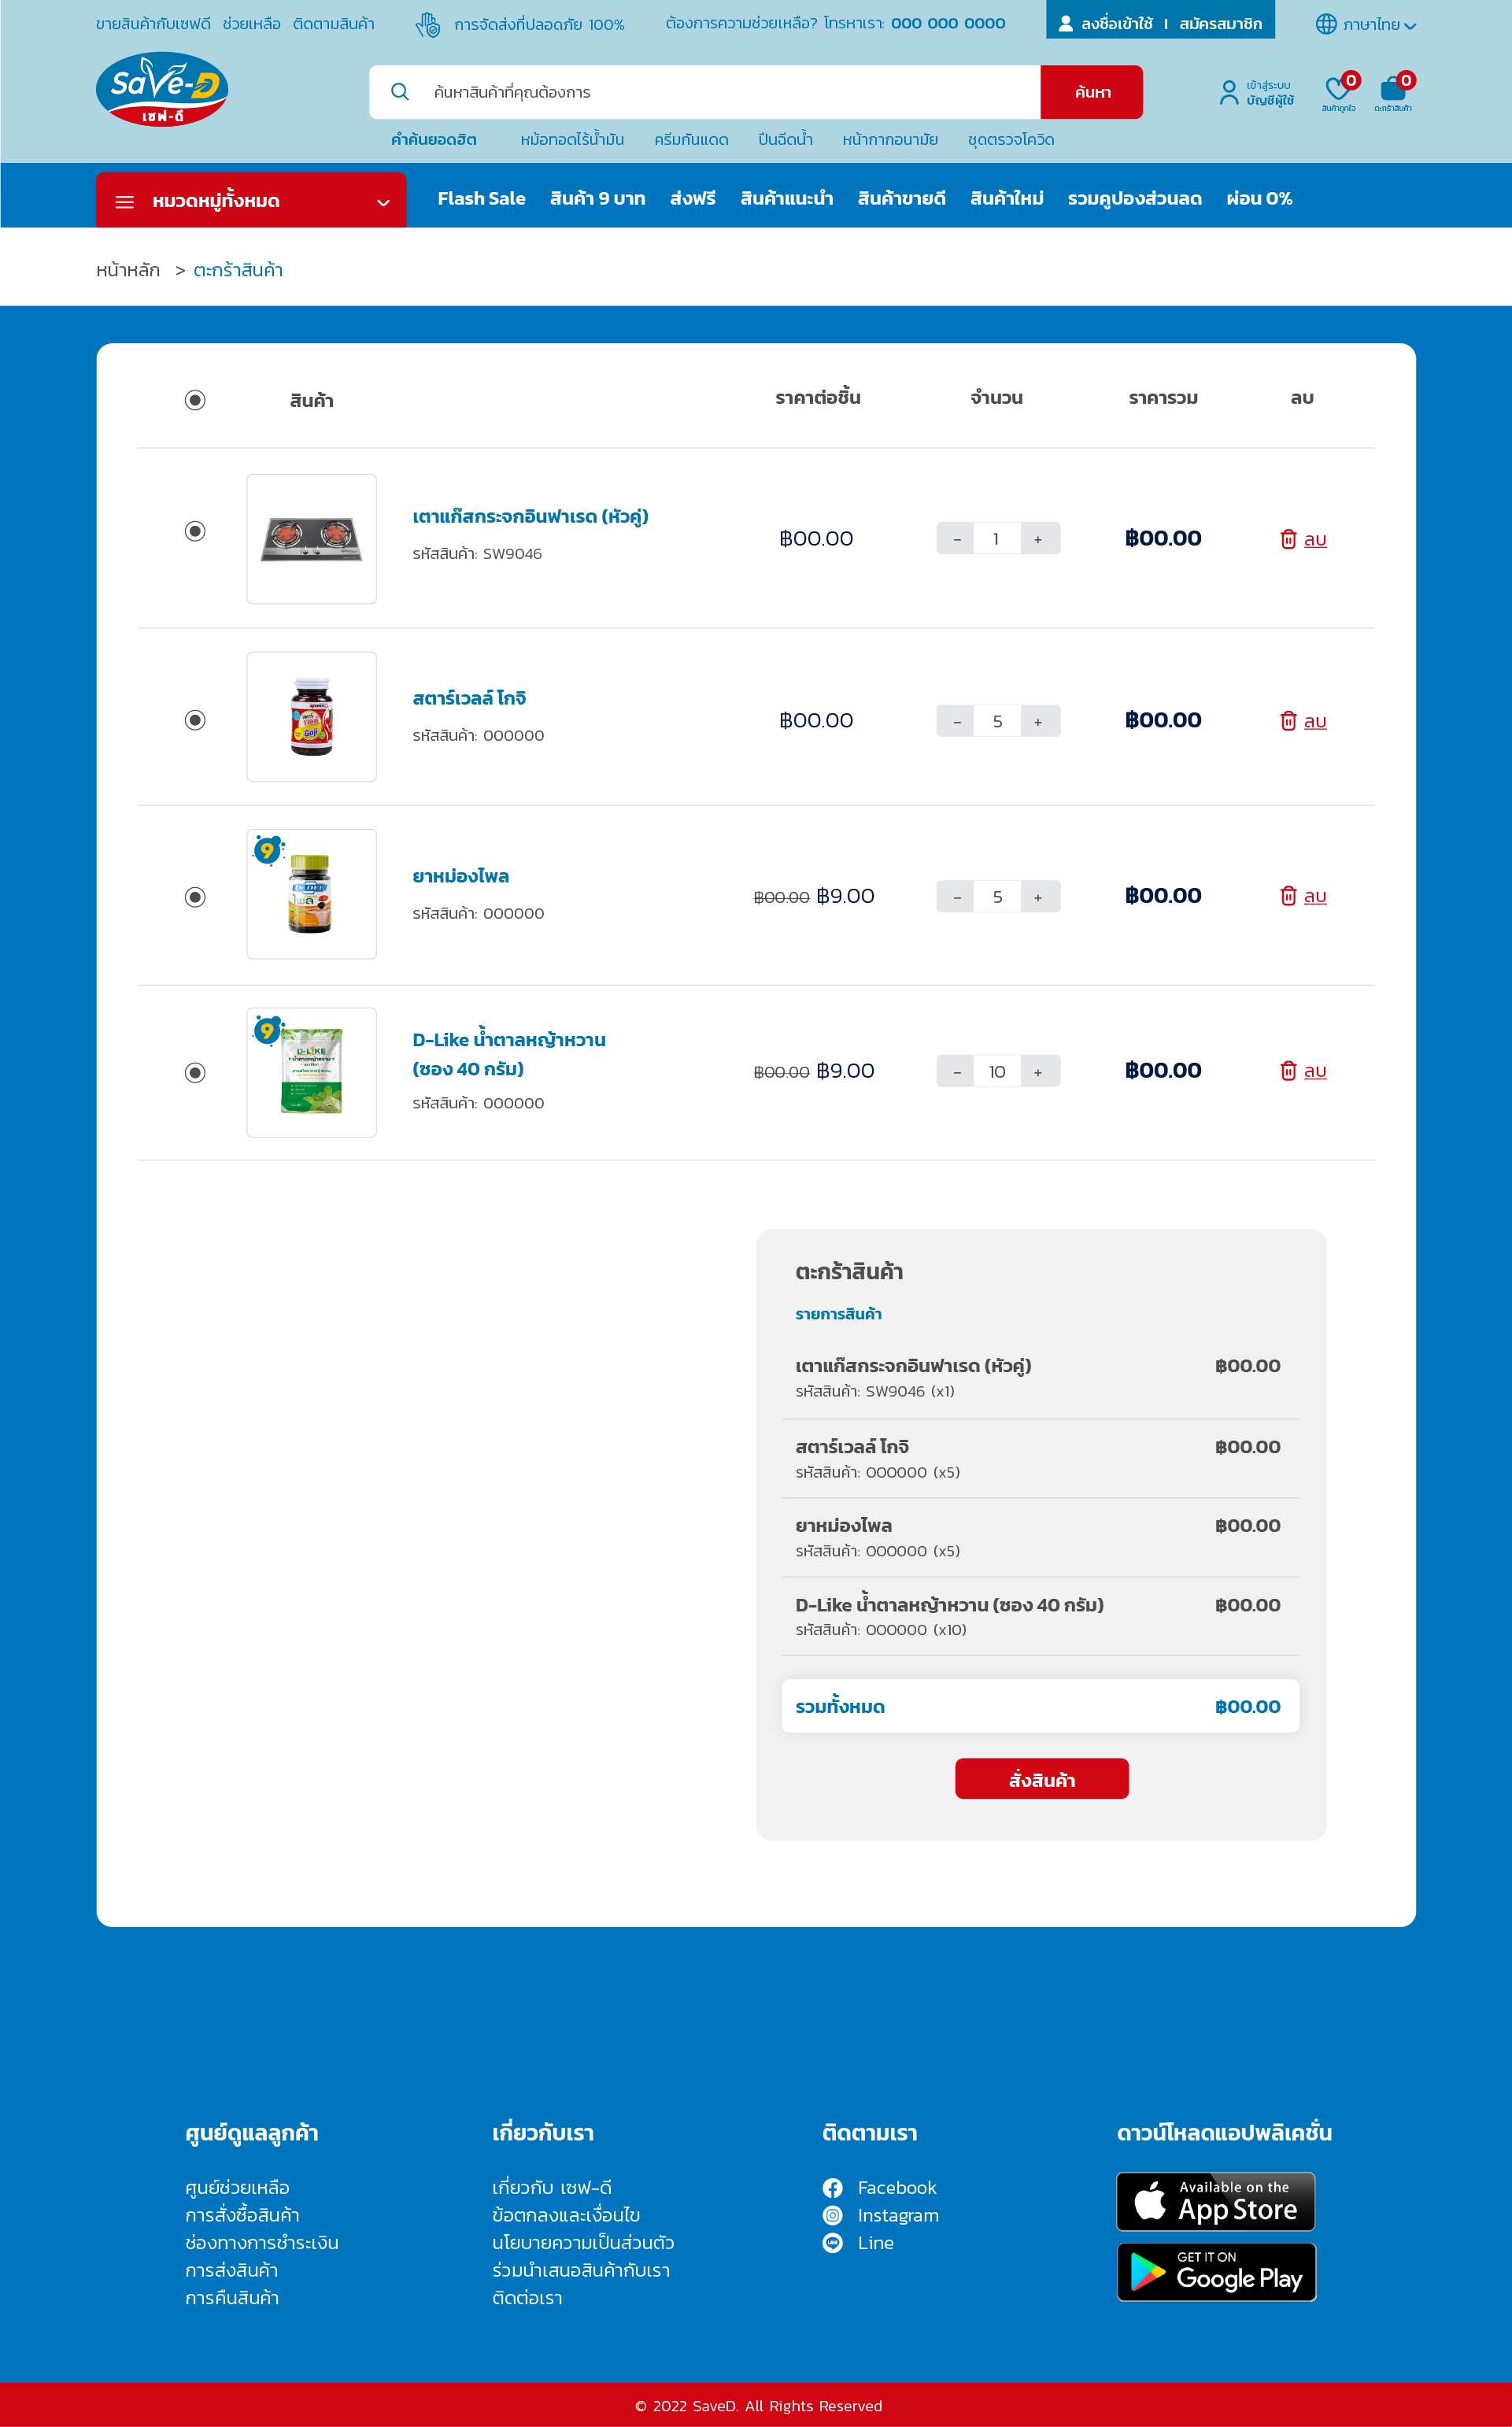 ขายสินค้ากับเซฟดี ช่วยเหลือ ติดตามสินค้า การจัดส่งที่ปลอดภัย 100% ต้องการความช่วยเหลือ? โทรหาเรา: 000 000 0000 ลงชื่อเข้าใช้ | สมัครสมาชิก ภาษาไทย
SaVe-D
เซฟ-ดี
ค้นหาสินค้าที่คุณต้องการ ค้นหา
เข้าสู่ระบบ
บัญชีผู้ใช้
0 0
สินค้าถูกใจ ตะกร้าสินค้า
คำค้นยอดฮิต หม้อทอดไร้น้ำมัน ครีมกันแดด ปืนฉีดน้ำ หน้ากากอนามัย ชุดตรวจโควิด
หมวดหมู่ทั้งหมด Flash Sale สินค้า 9 บาท ส่งฟรี สินค้าแนะนำ สินค้าขายดี สินค้าใหม่ รวมคูปองส่วนลด ผ่อน 0%
หน้าหลัก > ตะกร้าสินค้า
สินค้า ราคาต่อชิ้น จำนวน ราคารวม ลบ
เตาแก๊สกระจกอินฟาเรด (หัวคู่)
รหัสสินค้า: SW9046
฿00.00 - 1 + ฿00.00 ลบ
Goji
สตาร์เวลล์ โกจิ
รหัสสินค้า: 000000
฿00.00 - 5 + ฿00.00 ลบ
9
ไพล
ยาหม่องไพล
รหัสสินค้า: 000000
฿00.00 ฿9.00 - 5 + ฿00.00 ลบ
9
D-LIKE
น้ำตาลหญ้าหวาน
D-Like น้ำตาลหญ้าหวาน
(ซอง 40 กรัม)
รหัสสินค้า: 000000
฿00.00 ฿9.00 - 10 + ฿00.00 ลบ
ตะกร้าสินค้า
รายการสินค้า
เตาแก๊สกระจกอินฟาเรด (หัวคู่) ฿00.00
รหัสสินค้า: SW9046 (x1)
สตาร์เวลล์ โกจิ ฿00.00
รหัสสินค้า: 000000 (x5)
ยาหม่องไพล ฿00.00
รหัสสินค้า: 000000 (x5)
D-Like น้ำตาลหญ้าหวาน (ซอง 40 กรัม) ฿00.00
รหัสสินค้า: 000000 (x10)
รวมทั้งหมด ฿00.00
สั่งสินค้า
ศูนย์ดูแลลูกค้า
ศูนย์ช่วยเหลือ
การสั่งซื้อสินค้า
ช่องทางการชำระเงิน
การส่งสินค้า
การคืนสินค้า
เกี่ยวกับเรา
เกี่ยวกับ เซฟ-ดี
ข้อตกลงและเงื่อนไข
นโยบายความเป็นส่วนตัว
ร่วมนำเสนอสินค้ากับเรา
ติดต่อเรา
ติดตามเรา
Facebook
Instagram
Line
ดาวน์โหลดแอปพลิเคชั่น
Available on the
App Store
GET IT ON
Google Play
© 2022 SaveD. All Rights Reserved